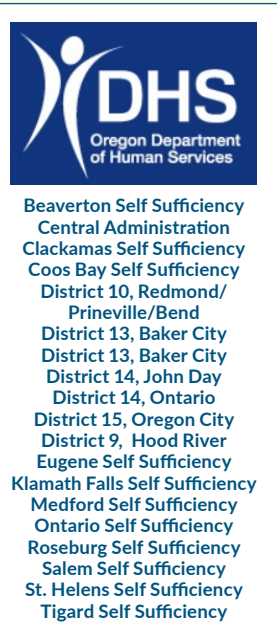 DHS
Oregon Department
of Human Services
Beaverton Self Sufficiency
Central Administration
Clackamas Self Sufficiency
Coos Bay Self Sufficiency
District 10, Redmond/
Prineville/Bend
District 13, Baker City
District 13, Baker City
District 14, John Day
District 14, Ontario
District 15, Oregon City
District 9, Hood River
Eugene Self Sufficiency
Klamath Falls Self Sufficiency
Medford Self Sufficiency
Ontario Self Sufficiency
Roseburg Self Sufficiency
Salem Self Sufficiency
St. Helens Self Sufficiency
Tigard Self Sufficiency